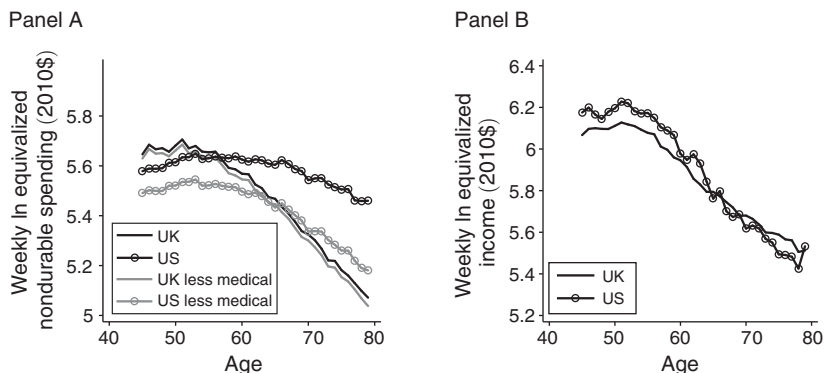 Panel A
Weekly ln equivalized
nondurable spending (2010$)
5.8
5.6
5.4
5.2
5
UK
US
UK less medical
US less medical
40 50 60 70 80
Age
Panel B
Weekly ln equivalized
income (2010$)
6.4
6.2
6
5.8
5.6
5.4
5.2
UK
US
40 50 60 70 80
Age